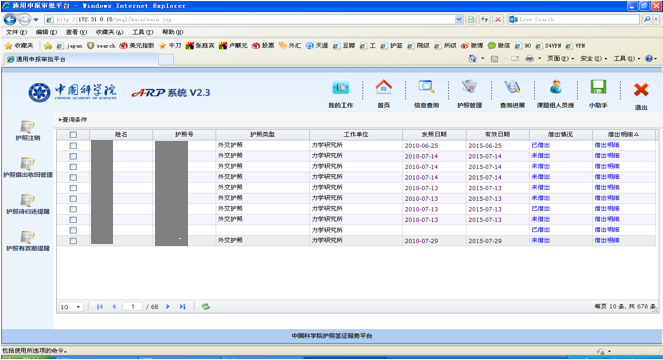 通用申报审批平台 - Windows Internet Explorer
http://172.31.0.15/yngl/main/main.jsp
Live Search
文件(F) 编辑(E) 查看(V) 收藏夹(A) 工具(T) 帮助(H)
收藏夹 japan search 美元指数 牛刀 张庭宾 卢麒元 股票 外汇 天涯 豆瓣 工 护签 院邮 所邮 微博 微信 90 S4VPN VPN
通用申报审批平台
页面(P) 安全(S) 工具(O)
中国科学院 ARP 系统 V2.3
CHINESE ACADEMY OF SCIENCES
我的工作 首页 信息查询 护照管理 查询进展 课题组人员授 小助手 退出
护照注销
护照借出收回管理
护照待归还提醒
护照有效期提醒
▸查询条件
姓名 护照号 护照类型 工作单位 发照日期 有效日期 借出情况 借出明细△
外交护照 力学研究所 2010-06-25 2015-06-25 已借出 借出明细
外交护照 力学研究所 2010-07-14 2015-07-14 未借出 借出明细
外交护照 力学研究所 2010-07-14 2015-07-14 未借出 借出明细
外交护照 力学研究所 2010-07-14 2015-07-14 未借出 借出明细
外交护照 力学研究所 2010-07-13 2015-07-13 未借出 借出明细
外交护照 力学研究所 2010-07-13 2015-07-13 未借出 借出明细
外交护照 力学研究所 2010-07-13 2015-07-13 未借出 借出明细
外交护照 力学研究所 2010-07-13 2015-07-13 未借出 借出明细
力学研究所 已借出 借出明细
外交护照 力学研究所 2010-07-29 2015-07-29 未借出 借出明细
10 1 / 68 每页 10 条, 共 676 条
中国科学院护照签证服务平台
包括使用所选项的命令。